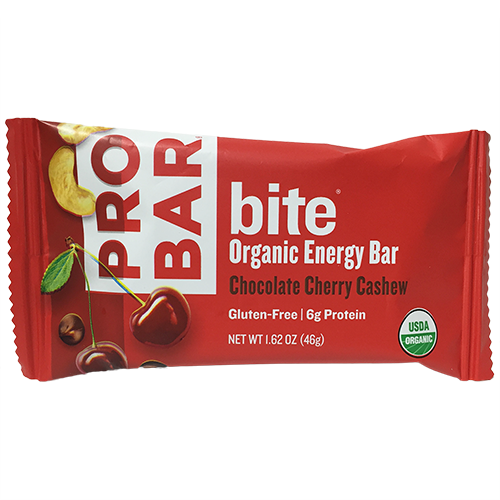 PRO
BAR
bite®
Organic Energy Bar
Chocolate Cherry Cashew
Gluten-Free | 6g Protein
NET WT 1.62 OZ (46g)
USDA
ORGANIC